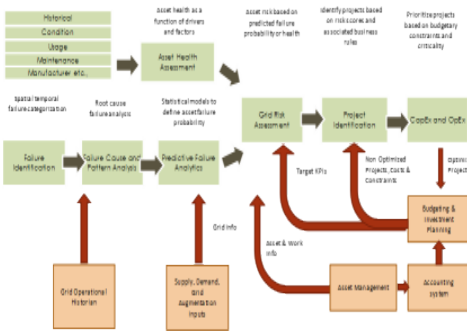 Historical
Condition
Usage
Maintenance
Manufacturer etc.,
Asset health as a
function of drivers
and factors
Asset risk based on
predicted failure
probability or health
Identify projects based
on risk scores and
associated business
rules
Prioritize projects
based on budgetary
constraints and
criticality
Asset Health
Assessment
Spatial temporal
failure categorization
Root cause
failure analysis
Statistical models to
define asset failure
probability
Grid Risk
Assessment
Project
Identification
CapEx and OpEx
Failure
Identification
Failure Cause and
Pattern Analysis
Predictive Failure
Analytics
Target KPIs
Non Optimized
Projects, Costs &
Constraints
Project
Grid Info
Asset & Work
Info
Budgeting &
Investment
Planning
Grid Operational
Historian
Supply, Demand,
and
Augmentation
Inputs
Asset Management
Accounting
system